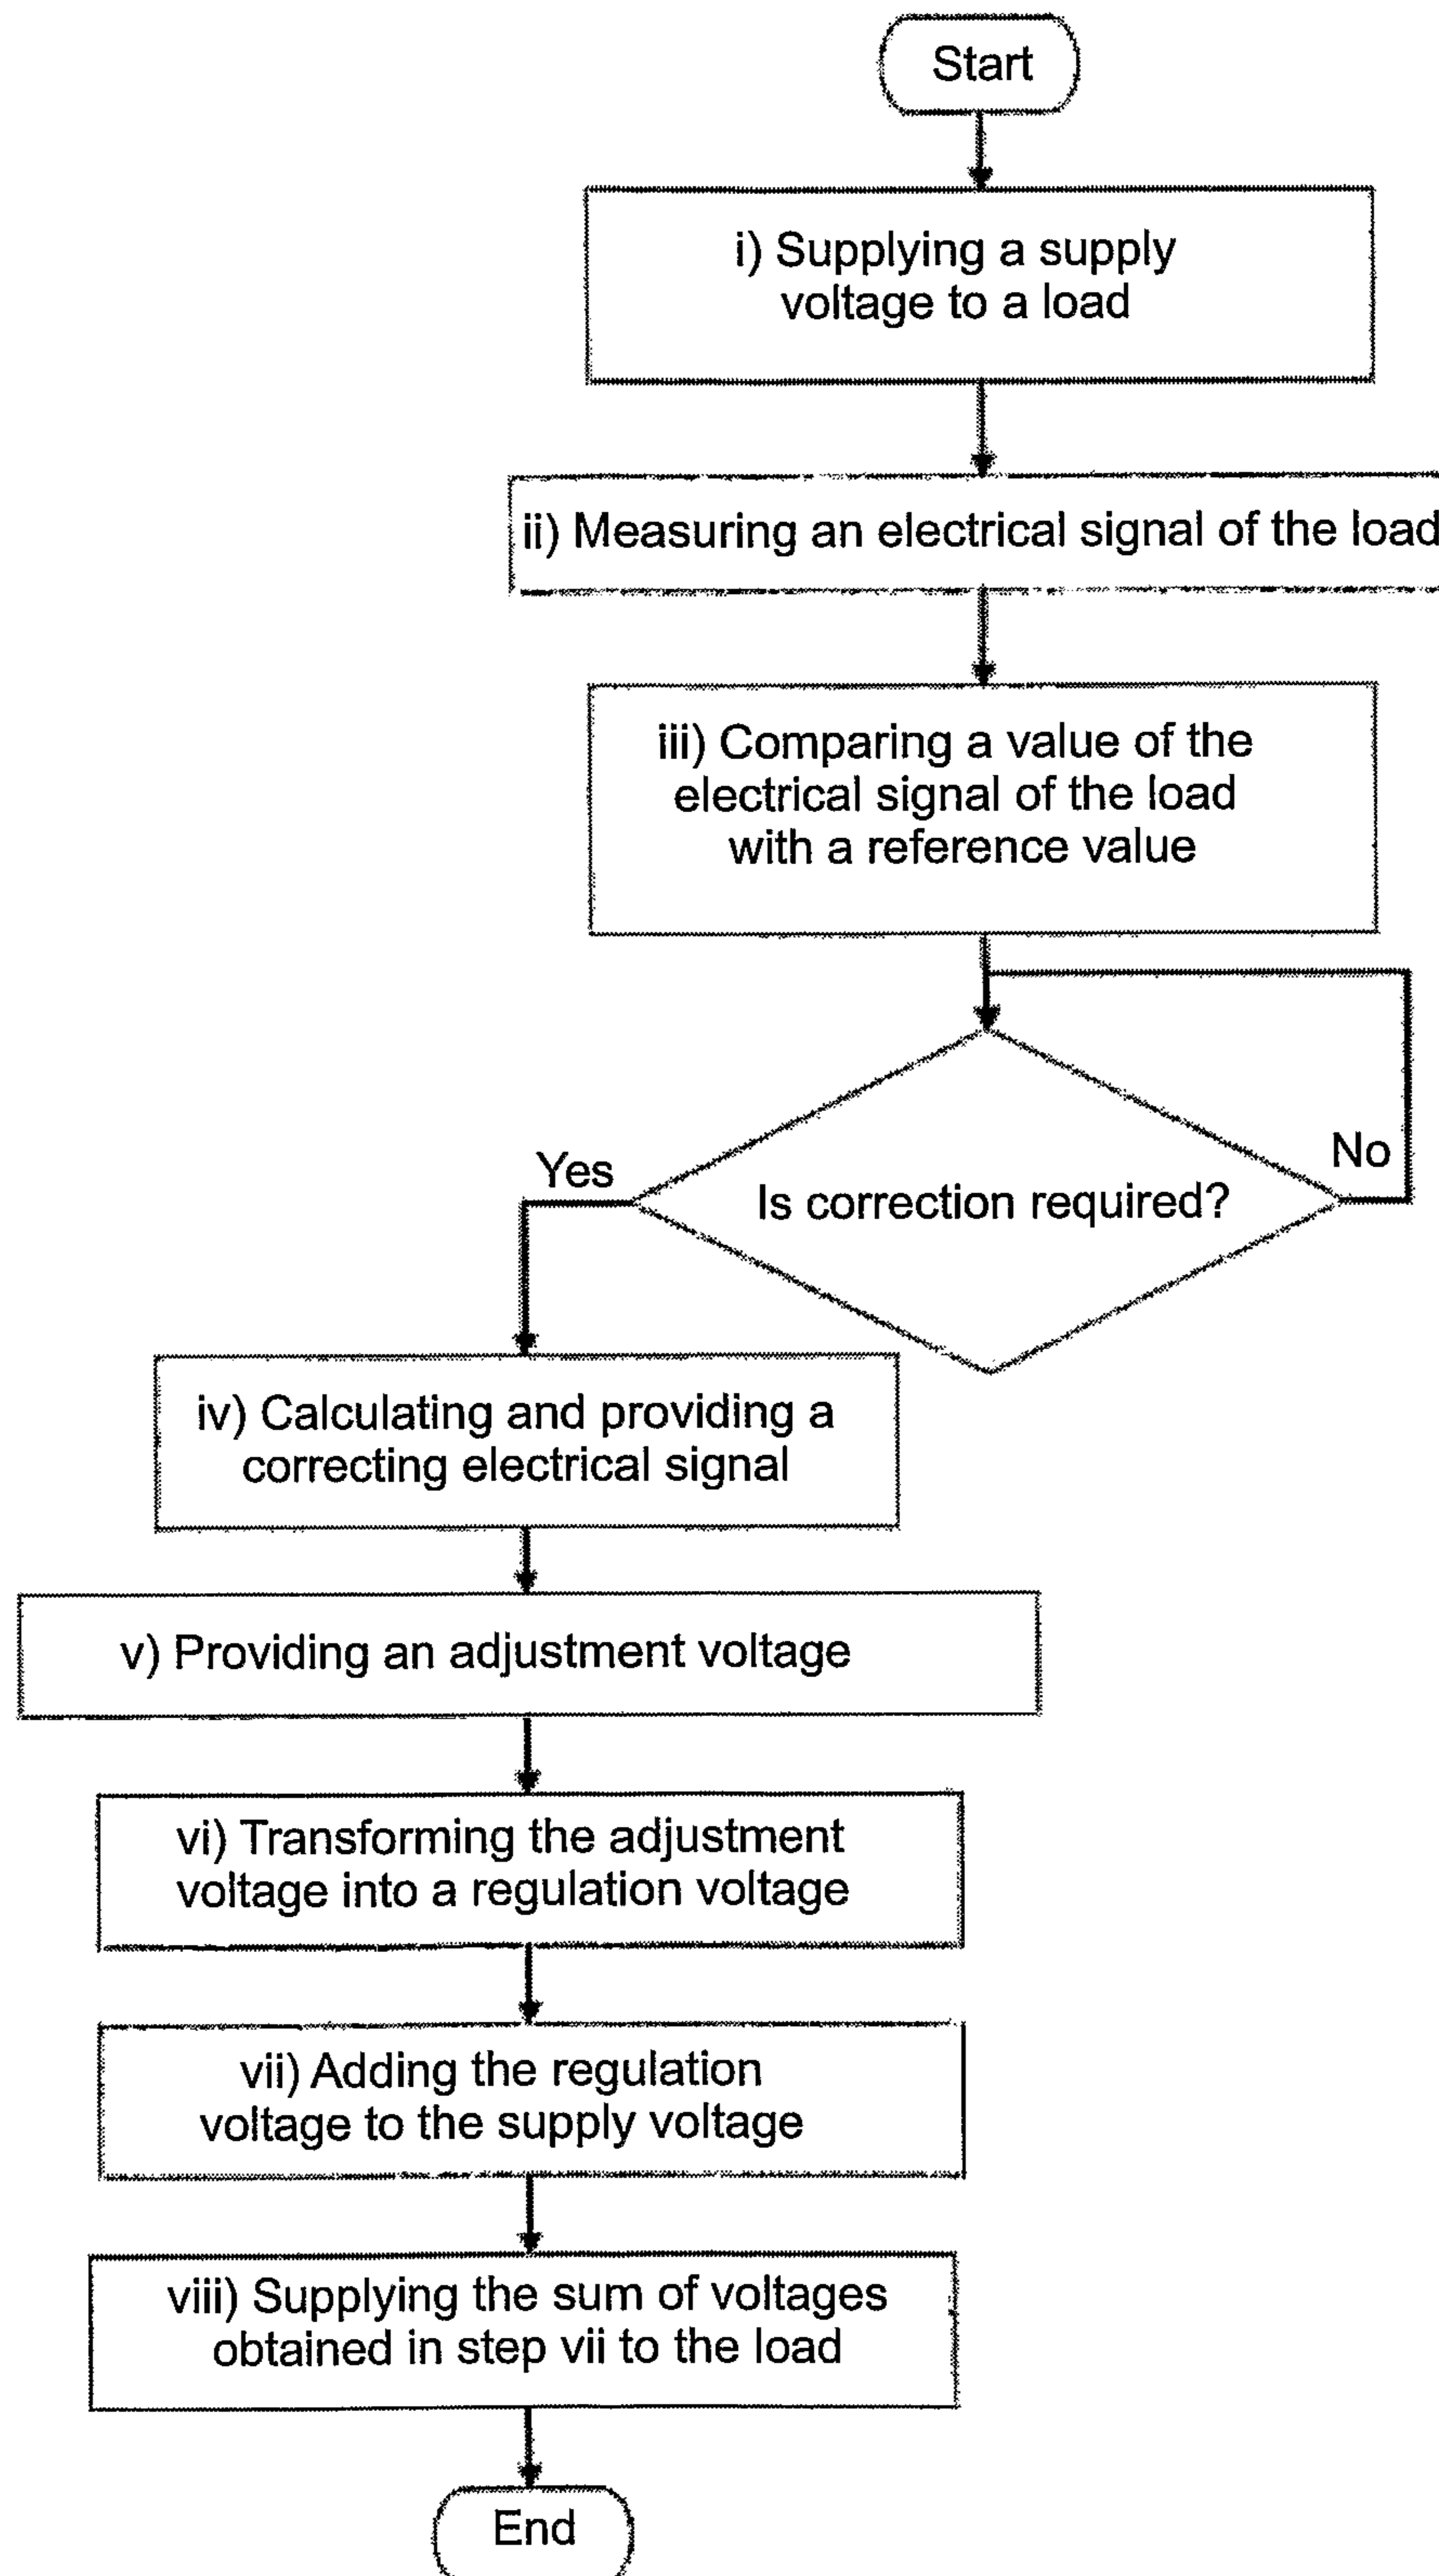 Start
i) Supplying a supply
voltage to a load
ii) Measuring an electrical signal of the load
iii) Comparing a value of the
electrical signal of the load
with a reference value
Is correction required?
Yes
No
iv) Calculating and providing a
correcting electrical signal
v) Providing an adjustment voltage
vi) Transforming the adjustment
voltage into a regulation voltage
vii) Adding the regulation
voltage to the supply voltage
viii) Supplying the sum of voltages
obtained in step vii to the load
End